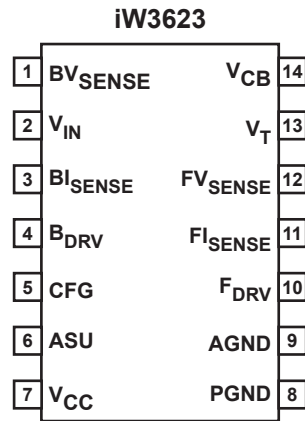 iW3623
1 BVSENSE VCB 14
2 VIN VT 13
3 BISENSE FVSENSE 12
4 BDRV FISENSE 11
5 CFG FDRV 10
6 ASU AGND 9
7 VCC PGND 8